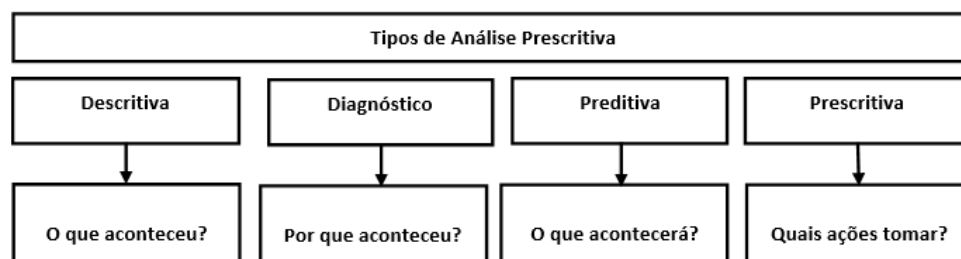 Tipos de Análise Prescritiva
Descritiva
Diagnóstico
Preditiva
Prescritiva
O que aconteceu?
Por que aconteceu?
O que acontecerá?
Quais ações tomar?